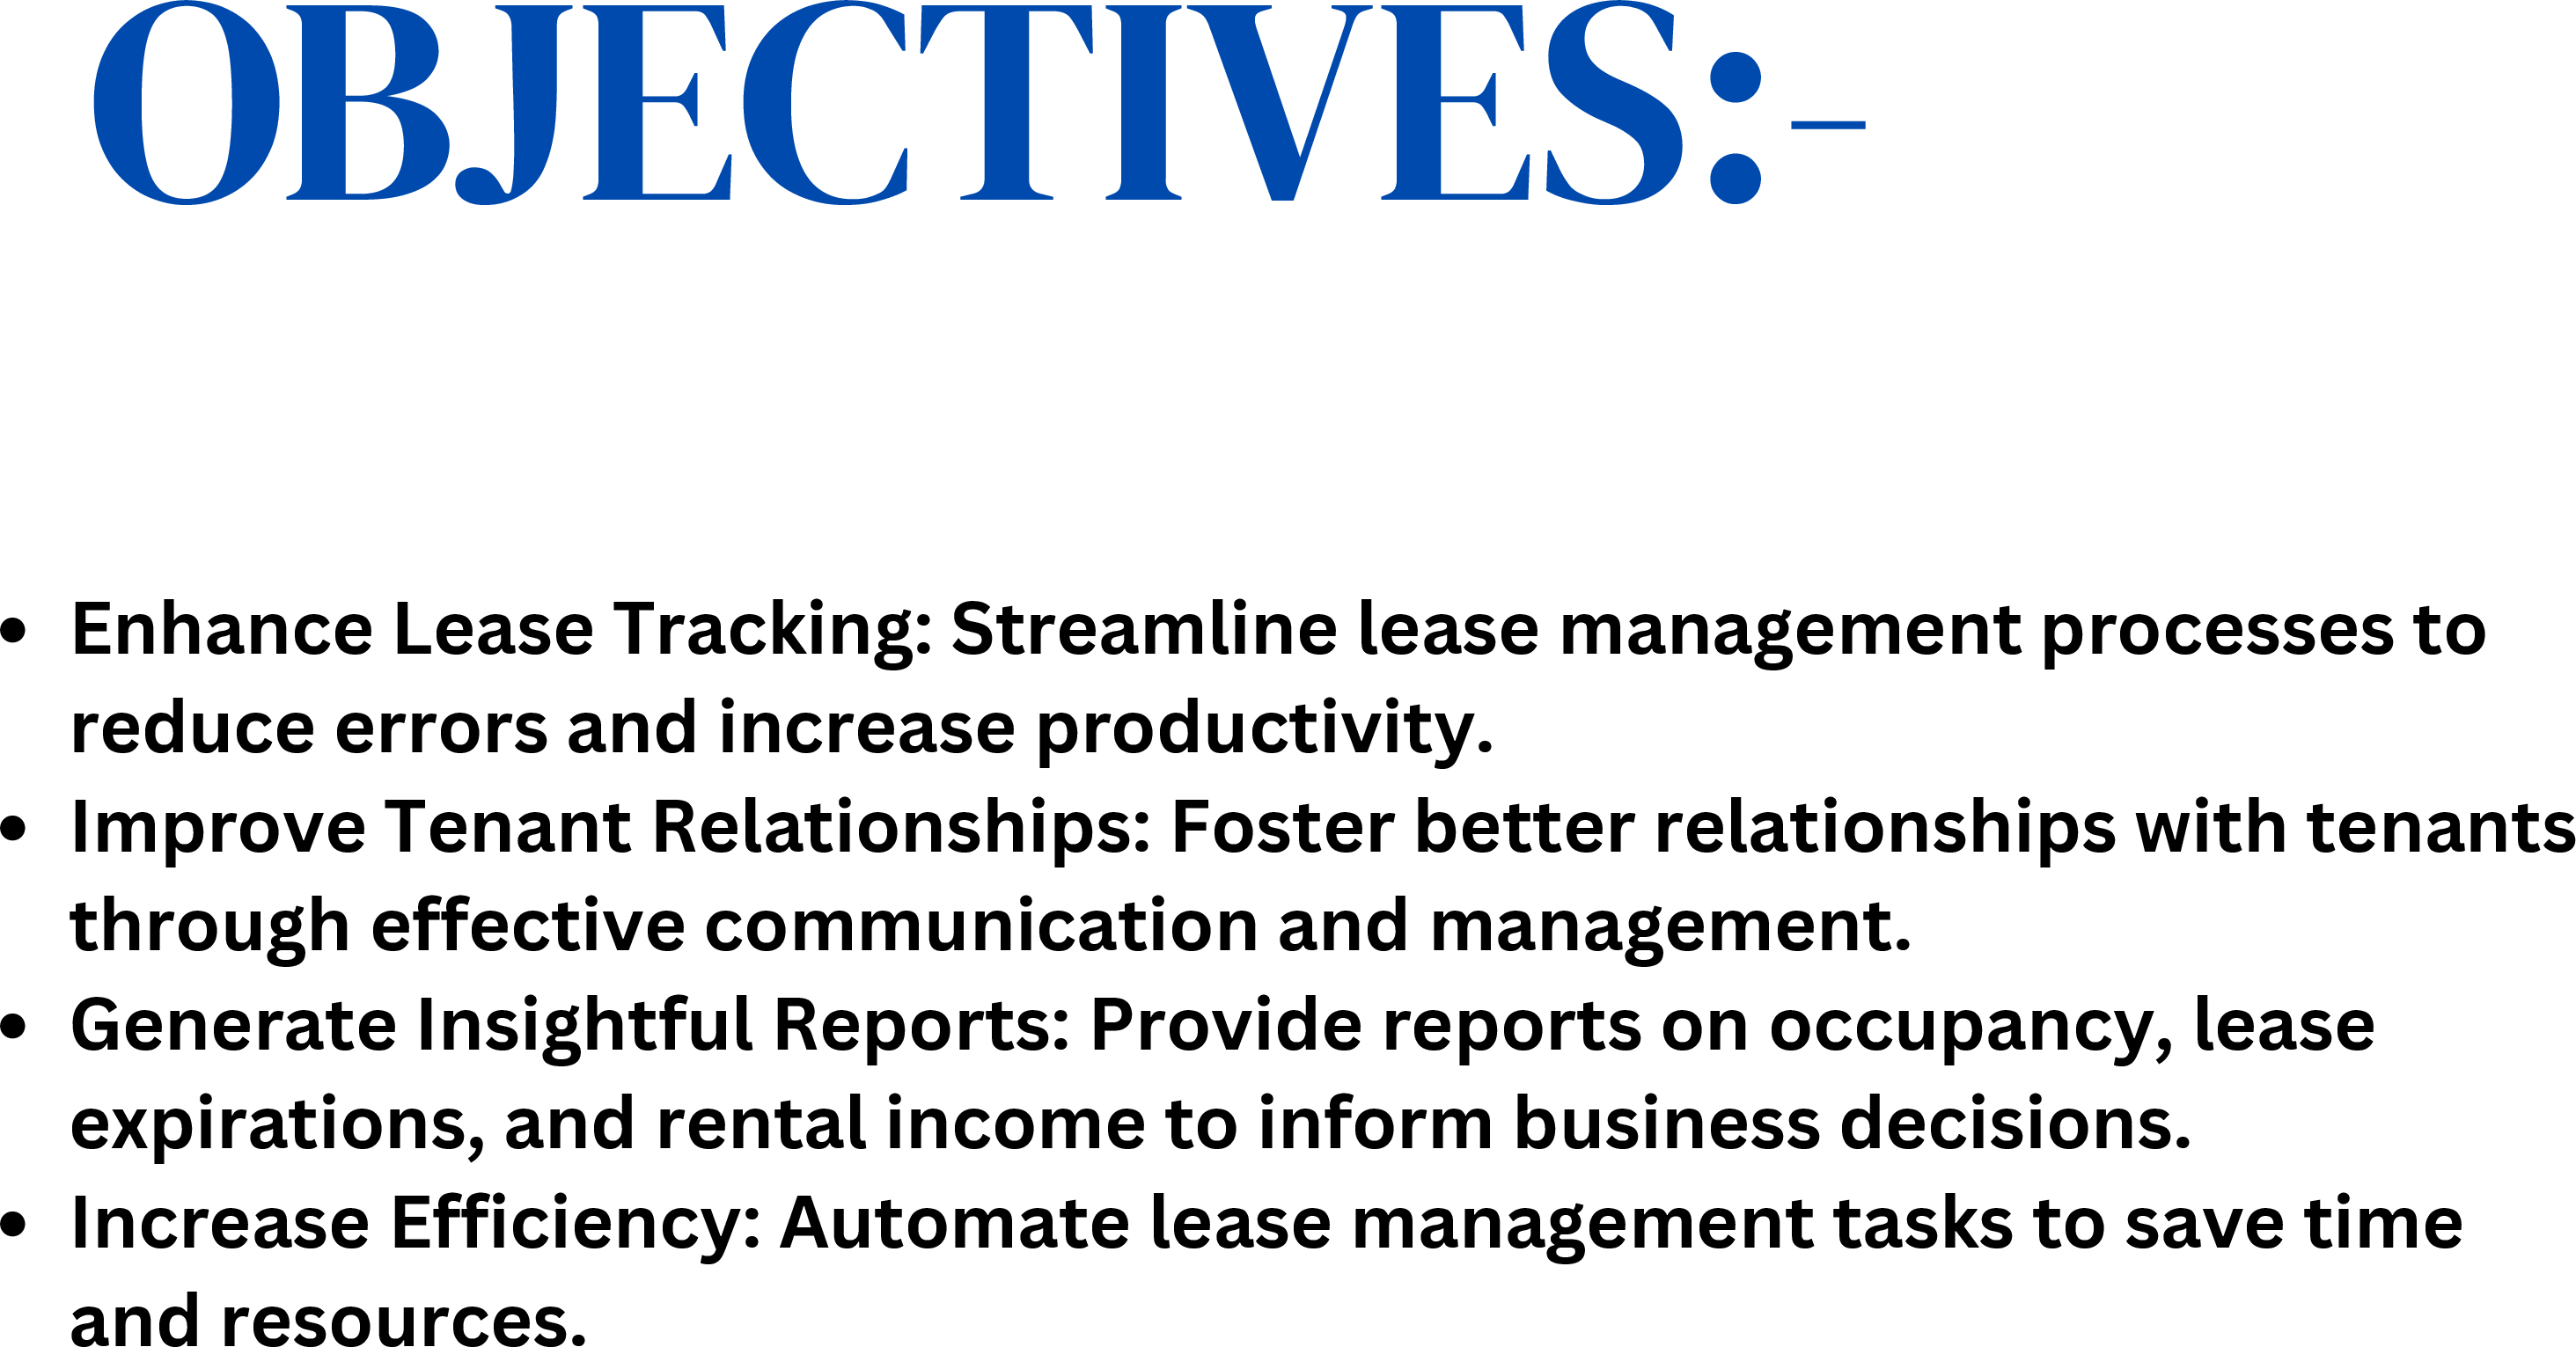 OBJECTIVES:-
• Enhance Lease Tracking: Streamline lease management processes to
reduce errors and increase productivity.
• Improve Tenant Relationships: Foster better relationships with tenants
through effective communication and management.
• Generate Insightful Reports: Provide reports on occupancy, lease
expirations, and rental income to inform business decisions.
• Increase Efficiency: Automate lease management tasks to save time
and resources.